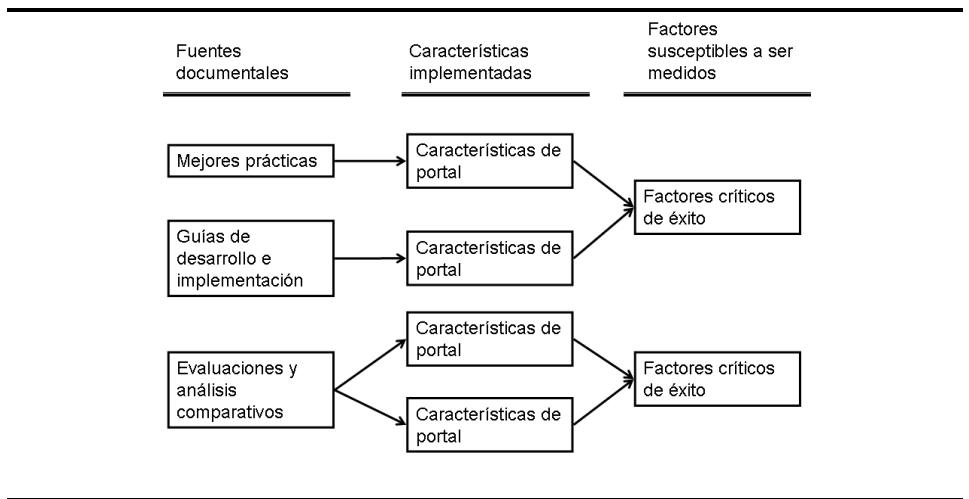 Fuentes
documentales
Características
implementadas
Factores
susceptibles a ser
medidos
Mejores prácticas
Características de
portal
Factores críticos
de éxito
Guías de
desarrollo e
implementación
Características de
portal
Evaluaciones y
análisis
comparativos
Características de
portal
Características de
portal
Factores críticos
de éxito